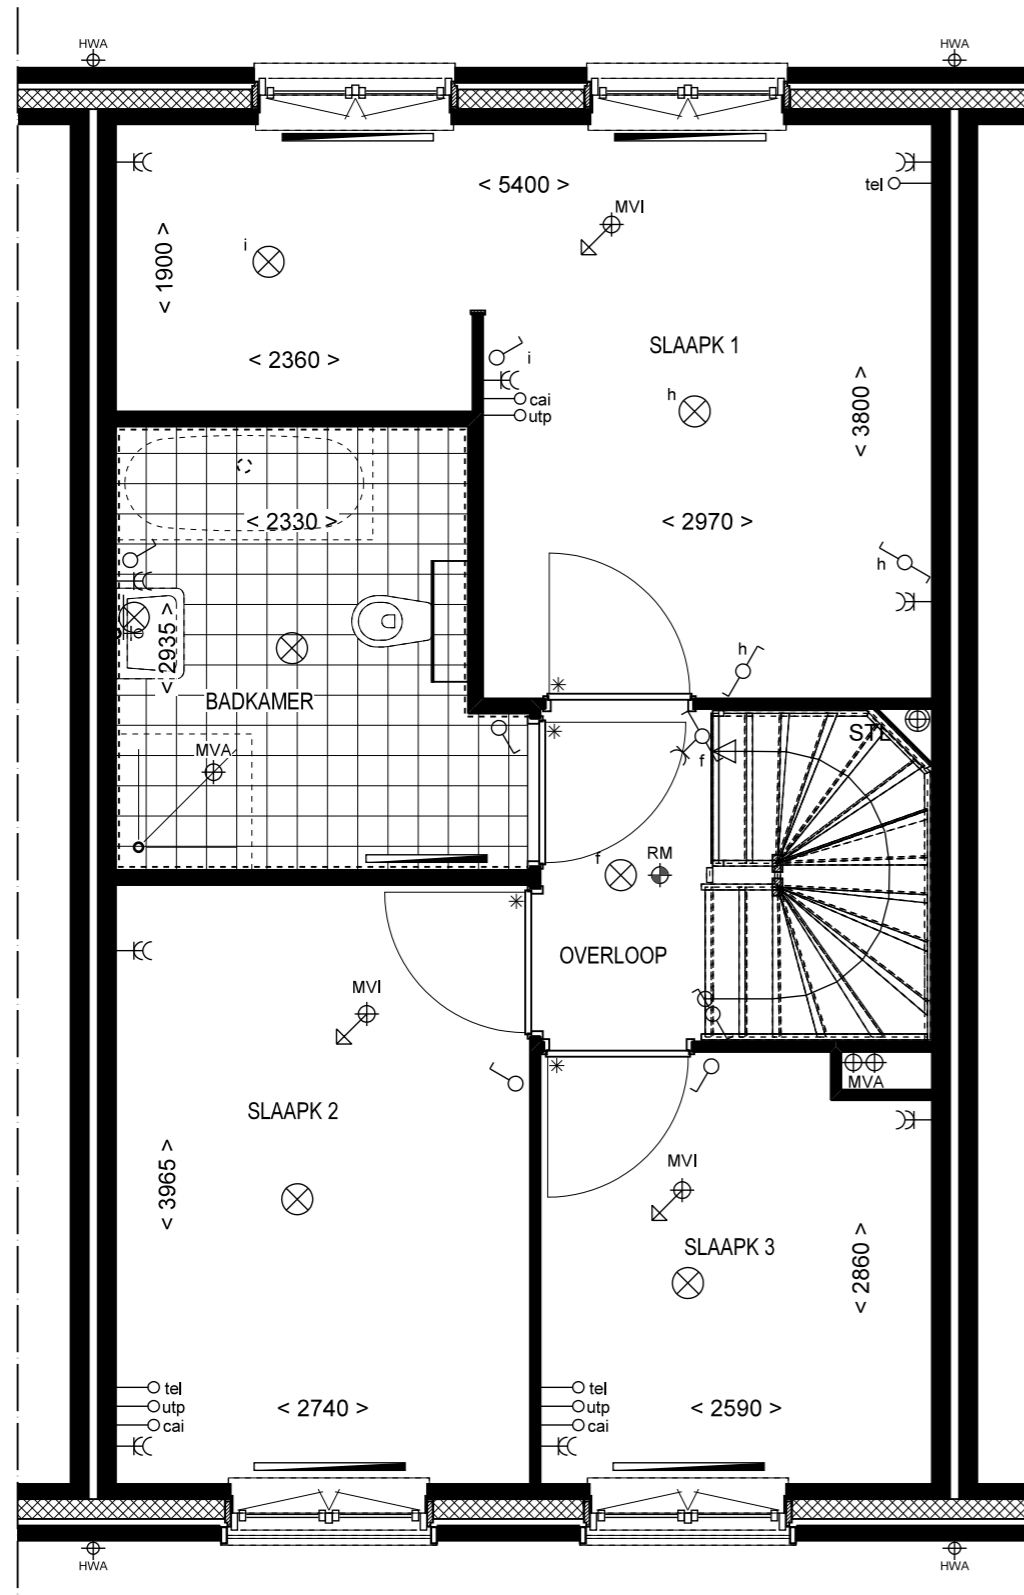 HWA
HWA
< 5400 >
tel
MVI
i
< 1900 >
SLAAPK 1
i
< 2360 >
cai
h
utp
< 3800 >
< 2330 >
< 2970 >
h
< 2935 >
h
BADKAMER
STL
MVA
f
f
RM
OVERLOOP
MVI
MVA
SLAAPK 2
MVI
< 3965 >
SLAAPK 3
< 2860 >
tel
tel
utp
< 2740 >
utp
< 2590 >
cai
cai
HWA
HWA